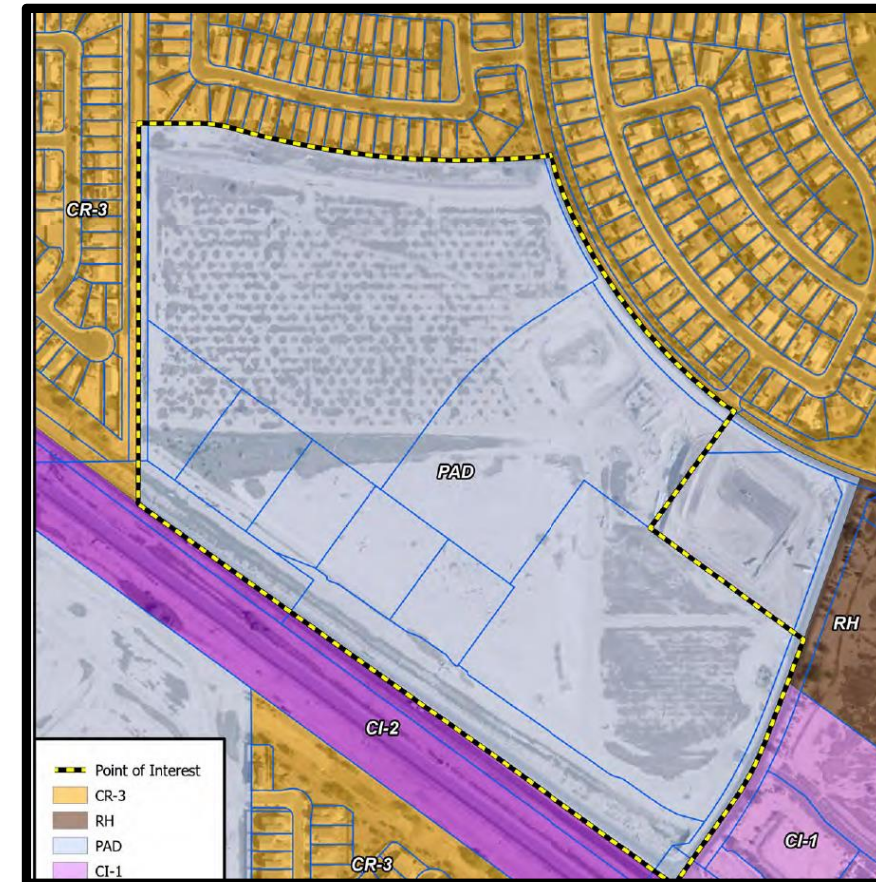 CR-3
PAD
RH
CI-2
CI-1
CR-3
Point of Interest
CR-3
RH
PAD
CI-1